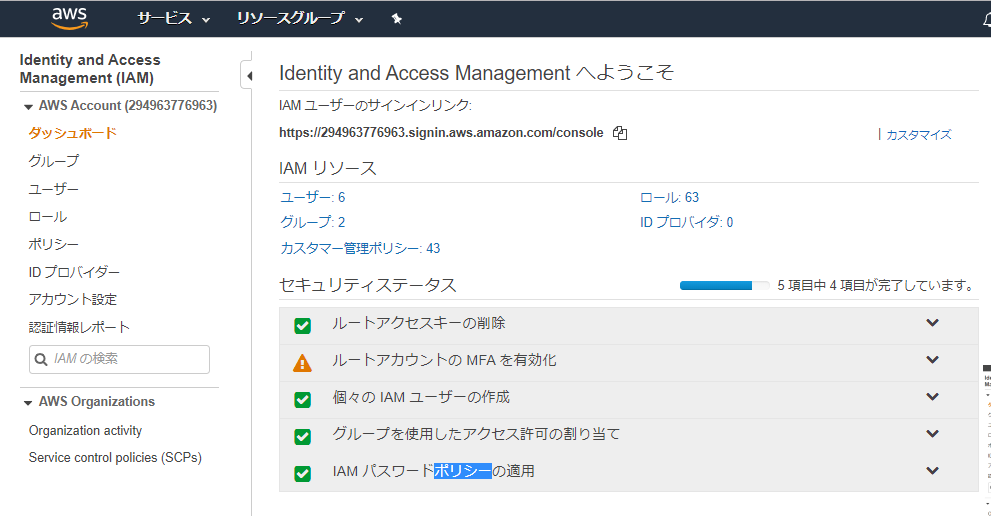 aws サービス リソースグループ
Identity and Access
Management (IAM)
AWS Account (294963776963)
ダッシュボード
グループ
ユーザー
ロール
ポリシー
ID プロバイダー
アカウント設定
認証情報レポート
IAM の検索
AWS Organizations
Organization activity
Service control policies (SCPs)
Identity and Access Management へようこそ
IAM ユーザーのサインインリンク:
https://294963776963.signin.aws.amazon.com/console | カスタマイズ
IAM リソース
ユーザー: 6 ロール: 63
グループ: 2 ID プロバイダ: 0
カスタマー管理ポリシー: 43
セキュリティステータス 5 項目中 4 項目が完了しています。
ルートアクセスキーの削除
ルートアカウントの MFA を有効化
個々の IAM ユーザーの作成
グループを使用したアクセス許可の割り当て
IAM パスワードポリシーの適用